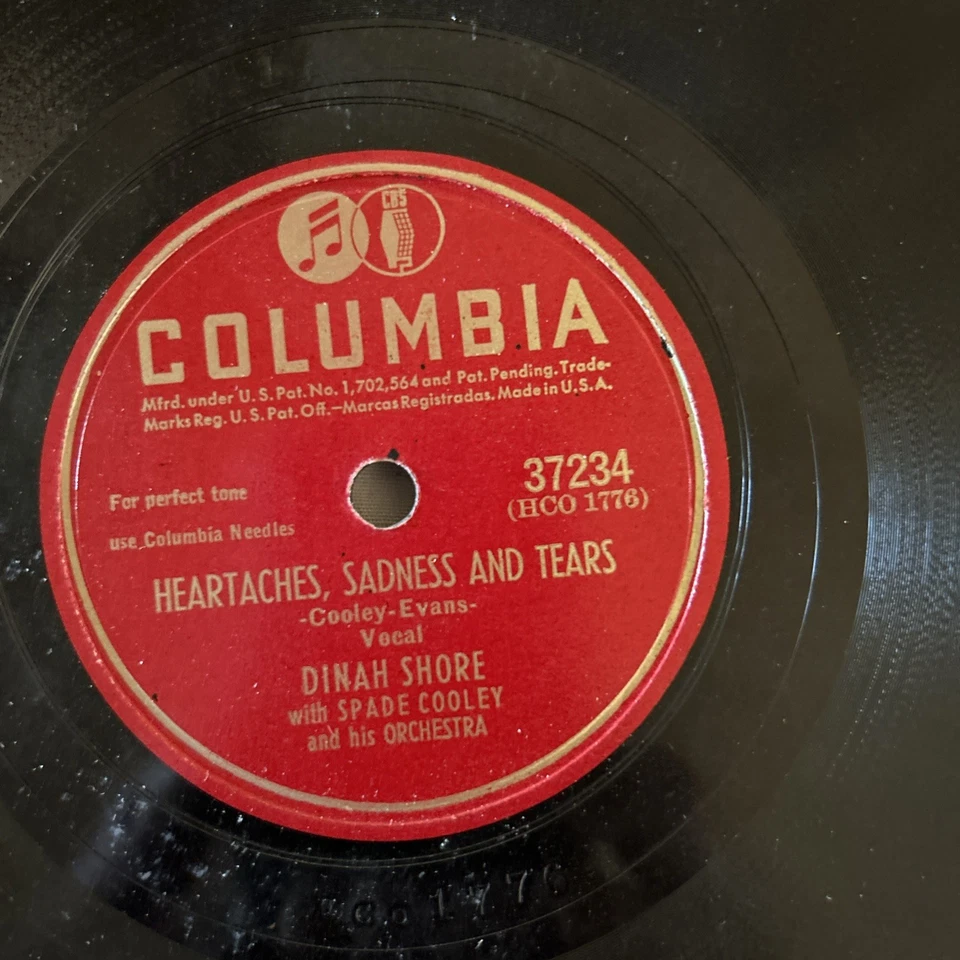 CBS
COLUMBIA
Mfrd. under U.S. Pat. No. 1,702,564 and Pat. Pending. Trade-
Marks Reg. U.S. Pat. Off.—Marcas Registradas. Made in U.S.A.
37234
(HCO 1776)
For perfect tone
use Columbia Needles
HEARTACHES, SADNESS AND TEARS
-Cooley-Evans-
Vocal
DINAH SHORE
with SPADE COOLEY
and his ORCHESTRA
HCO 1776